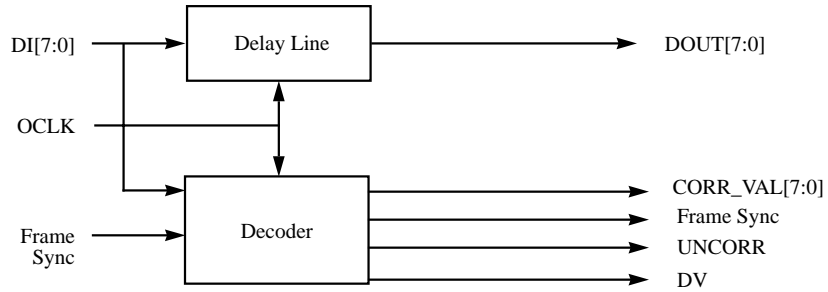 DI[7:0]
Delay Line
DOUT[7:0]
OCLK
CORR_VAL[7:0]
Frame
Sync
Decoder
Frame Sync
UNCORR
DV